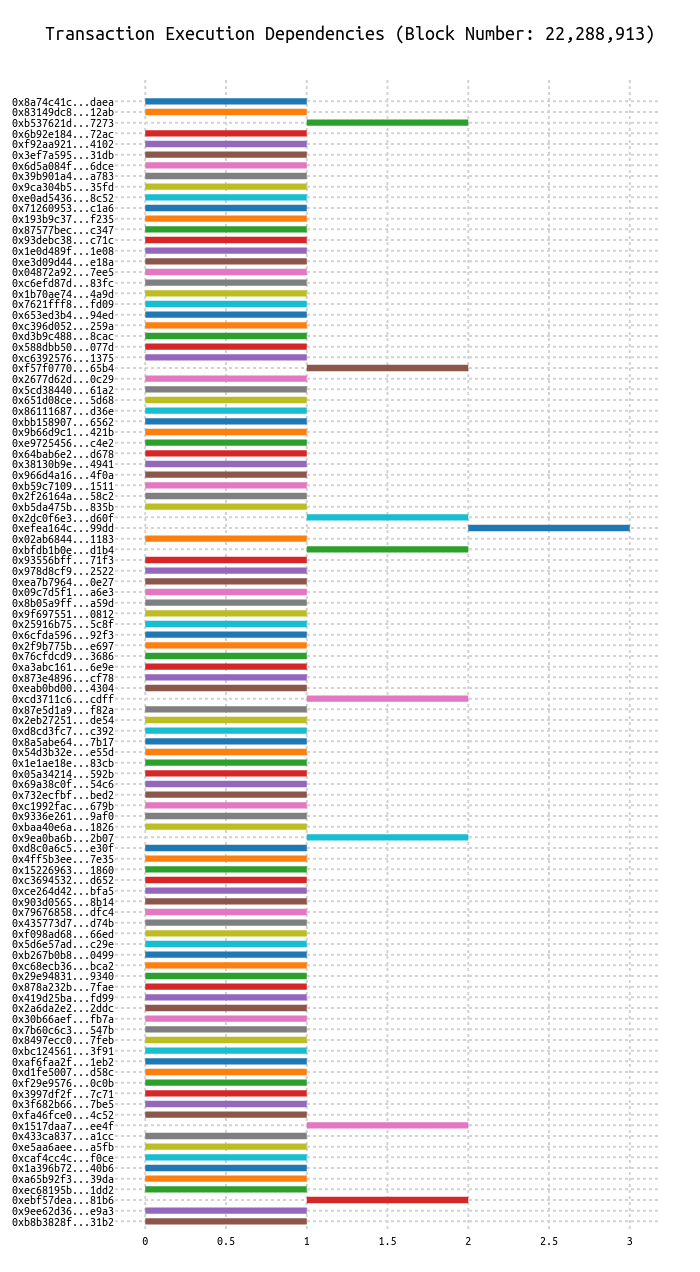 Transaction Execution Dependencies (Block Number: 22,288,913)
0x8a74c41c...daea
0x83149dc8...12ab
0xb537621d...7273
0x6b92e184...72ac
0xf92aa921...4102
0x3ef7a595...31db
0x6d5a084f...6dce
0x39b901a4...a783
0x9ca304b5...35fd
0xe0ad5436...8c52
0x71260953...c1a6
0x193b9c37...f235
0x87577bec...c347
0x93debc38...c71c
0x1e0d489f...1e08
0xe3d09d44...e18a
0x04872a92...7ee5
0xc6efd87d...83fc
0x1b70ae74...4a9d
0x7621fff8...fd09
0x653ed3b4...94ed
0xc396d052...259a
0xd3b9c488...8cac
0x588dbb50...077d
0xc6392576...1375
0xf57f0770...65b4
0x2677d62d...0c29
0x5cd38440...61a2
0x651d08ce...5d68
0x86111687...d36e
0xbb158907...6562
0x9b66d9c1...421b
0xe9725456...c4e2
0x64bab6e2...d678
0x38130b9e...4941
0x966d4a16...4f0a
0xb59c7109...1511
0x2f26164a...58c2
0xb5da475b...835b
0x2dc0f6e3...d60f
0xefea164c...99dd
0x02ab6844...1183
0xbfdb1b0e...d1b4
0x93556bff...71f3
0x978d8cf9...2522
0xea7b7964...0e27
0x09c7d5f1...a6e3
0x8b05a9ff...a59d
0x9f697551...0812
0x25916b75...5c8f
0x6cfda596...92f3
0x2f9b775b...e697
0x76cfdcd9...3686
0xa3abc161...6e9e
0x873e4896...cf78
0xeab0bd00...4304
0xcd3711c6...cdff
0x87e5d1a9...f82a
0x2eb27251...de54
0xd8cd3fc7...c392
0x8a5abe64...7b17
0x54d3b32e...e55d
0x1e1ae18e...83cb
0x05a34214...592b
0x69a38c0f...54c6
0x732ecfbf...bed2
0xc1992fac...679b
0x9336e261...9af0
0xbaa40e6a...1826
0x9ea0ba6b...2b07
0xd8c0a6c5...e30f
0x4ff5b3ee...7e35
0x15226963...1860
0xc3694532...d652
0xce264d42...bfa5
0x903d0565...8b14
0x79676858...dfc4
0x435773d7...d74b
0xf098ad68...66ed
0x5d6e57ad...c29e
0xb267b0b8...0499
0xc68ecb36...bca2
0x29e94831...9340
0x878a232b...7fae
0x419d25ba...fd99
0x2a6da2e2...2ddc
0x30b66aef...fb7a
0x7b60c6c3...547b
0x8497ecc0...7feb
0xbc124561...3f91
0xaf6faa2f...1eb2
0xd1fe5007...d58c
0xf29e9576...0c0b
0x3997df2f...7c71
0x3f682b66...7be5
0xfa46fce0...4c52
0x1517daa7...ee4f
0x433ca837...a1cc
0xe5aa6aee...a5fb
0xcaf4cc4c...f0ce
0x1a396b72...40b6
0xa65b92f3...39da
0xec68195b...1dd2
0xebf57dea...81b6
0x9ee62d36...e9a3
0xb8b3828f...31b2
0 0.5 1 1.5 2 2.5 3